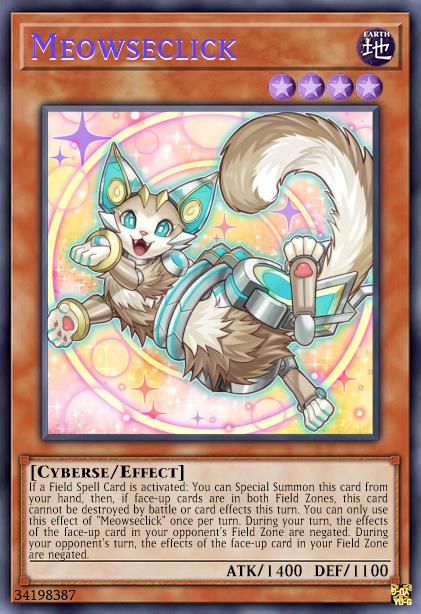 Meowseclick
EARTH
地
[Cyberse/Effect]
If a Field Spell Card is activated: You can Special Summon this card from
your hand, then, if face-up cards are in both Field Zones, this card
cannot be destroyed by battle or card effects this turn. You can only use
this effect of "Meowseclick" once per turn. During your turn, the effects
of the face-up card in your opponent's Field Zone are negated. During
your opponent's turn, the effects of the face-up card in your Field Zone
are negated.
ATK/1400 DEF/1100
34198387